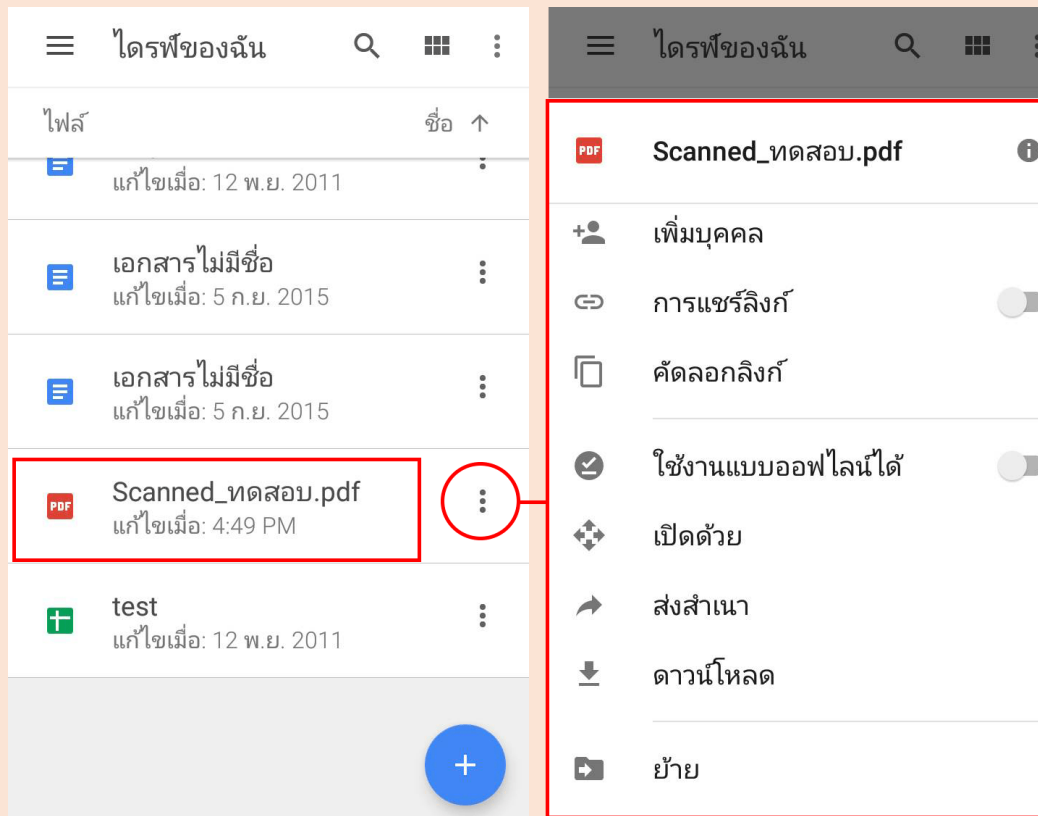 ไดรฟ์ของฉัน
ไฟล์
ชื่อ
แก้ไขเมื่อ: 12 พ.ย. 2011
เอกสารไม่มีชื่อ
แก้ไขเมื่อ: 5 ก.ย. 2015
เอกสารไม่มีชื่อ
แก้ไขเมื่อ: 5 ก.ย. 2015
PDF
Scanned_ทดสอบ.pdf
แก้ไขเมื่อ: 4:49 PM
test
แก้ไขเมื่อ: 12 พ.ย. 2011
ไดรฟ์ของฉัน
PDF
Scanned_ทดสอบ.pdf
เพิ่มบุคคล
การแชร์ลิงก์
คัดลอกลิงก์
ใช้งานแบบออฟไลน์ได้
เปิดด้วย
ส่งสำเนา
ดาวน์โหลด
ย้าย